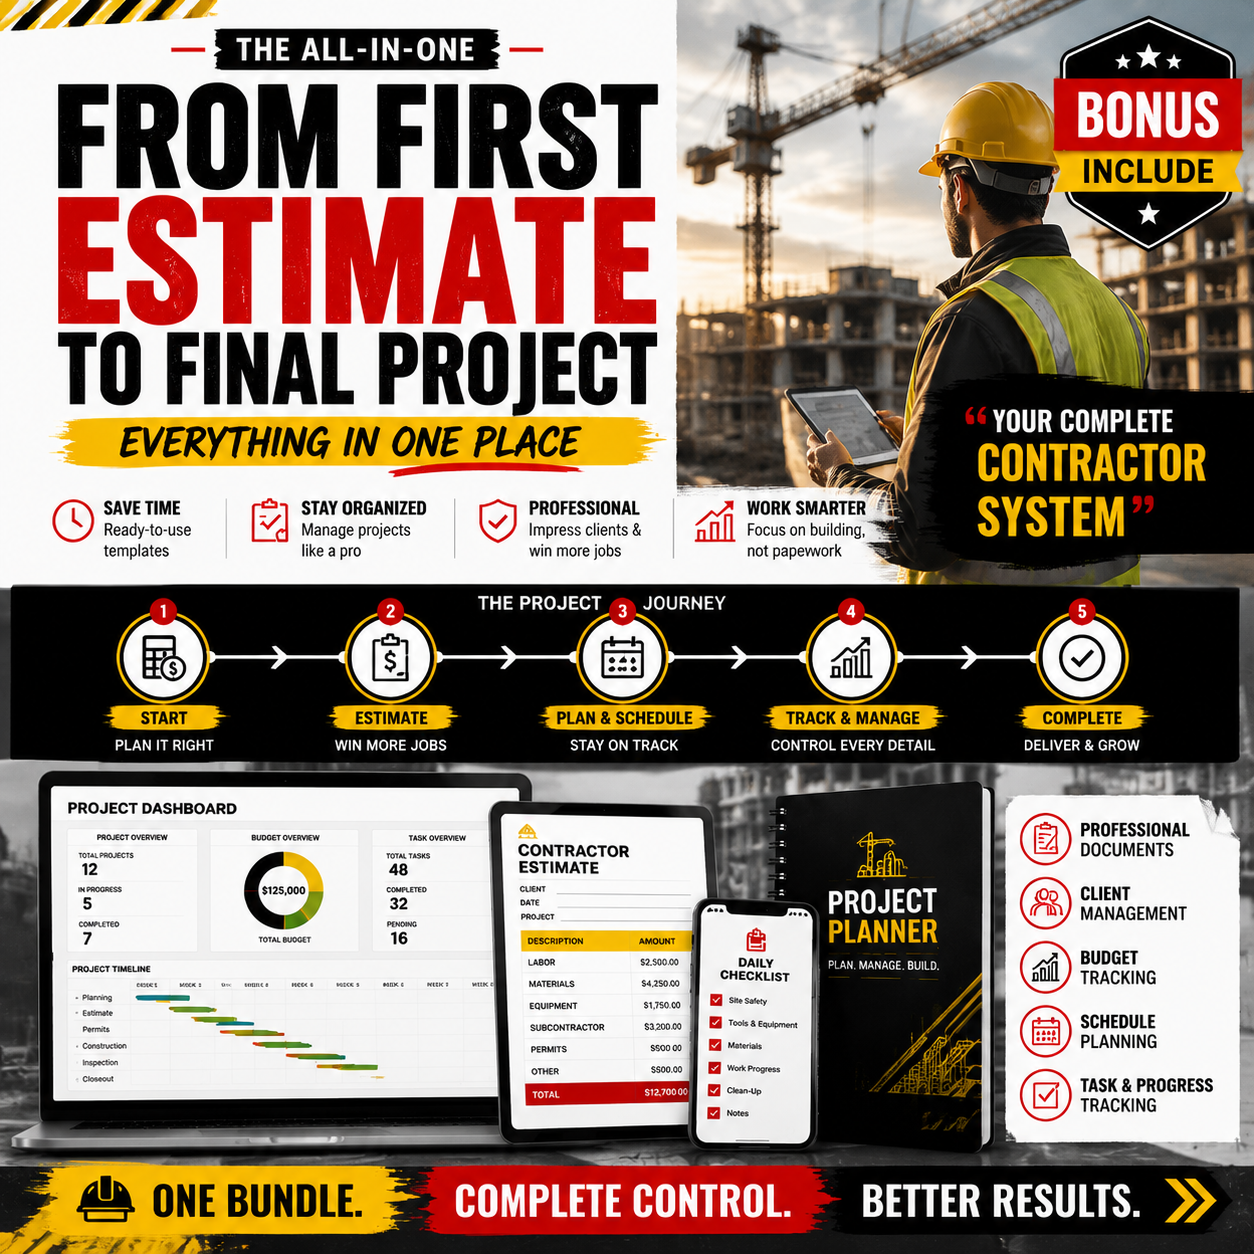 THE ALL-IN-ONE
FROM FIRST
ESTIMATE
TO FINAL PROJECT
EVERYTHING IN ONE PLACE
BONUS
INCLUDE
“ YOUR COMPLETE
CONTRACTOR
SYSTEM ”
SAVE TIME
Ready-to-use
templates
STAY ORGANIZED
Manage projects
like a pro
PROFESSIONAL
Impress clients &
win more jobs
WORK SMARTER
Focus on building,
not papework
THE PROJECT JOURNEY
1
START
PLAN IT RIGHT
2
ESTIMATE
WIN MORE JOBS
3
PLAN & SCHEDULE
STAY ON TRACK
4
TRACK & MANAGE
CONTROL EVERY DETAIL
5
COMPLETE
DELIVER & GROW
PROJECT DASHBOARD
PROJECT OVERVIEW
TOTAL PROJECTS
12
IN PROGRESS
5
COMPLETED
7
BUDGET OVERVIEW
$125,000
TOTAL BUDGET
TASK OVERVIEW
TOTAL TASKS
48
COMPLETED
32
PENDING
16
PROJECT TIMELINE
Planning
Estimate
Permits
Construction
Inspection
Closeout
CONTRACTOR
ESTIMATE
CLIENT
DATE
PROJECT
DESCRIPTION AMOUNT
LABOR $2,500.00
MATERIALS $4,250.00
EQUIPMENT $1,750.00
SUBCONTRACTOR $3,200.00
PERMITS
OTHER
TOTAL $12,700.00
DAILY
CHECKLIST
Site Safety
Tools & Equipment
Materials
Work Progress
Clean-Up
Notes
PROJECT
PLANNER
PLAN. MANAGE. BUILD.
PROFESSIONAL
DOCUMENTS
CLIENT
MANAGEMENT
BUDGET
TRACKING
SCHEDULE
PLANNING
TASK & PROGRESS
TRACKING
ONE BUNDLE.
COMPLETE CONTROL.
BETTER RESULTS.